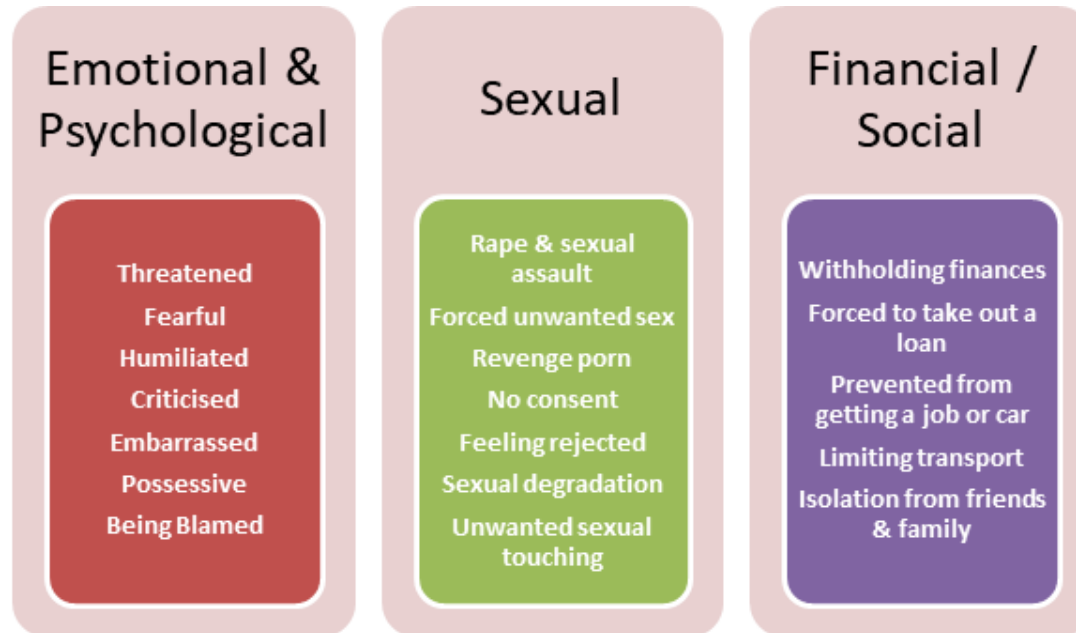 Emotional &
Psychological
Threatened
Fearful
Humiliated
Criticised
Embarrassed
Possessive
Being Blamed
Sexual
Rape & sexual
assault
Forced unwanted sex
Revenge porn
No consent
Feeling rejected
Sexual degradation
Unwanted sexual
touching
Financial /
Social
Withholding finances
Forced to take out a
loan
Prevented from
getting a job or car
Limiting transport
Isolation from friends
& family